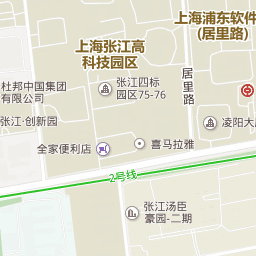 上海浦东软件
(居里路)
上海张江高
科技园区
张江四标
园区75-76
居里路
杜邦中国集团
有限公司
张江·创新园
凌阳大
喜马拉雅
全家便利店
2号线
张江汤臣
豪园-二期